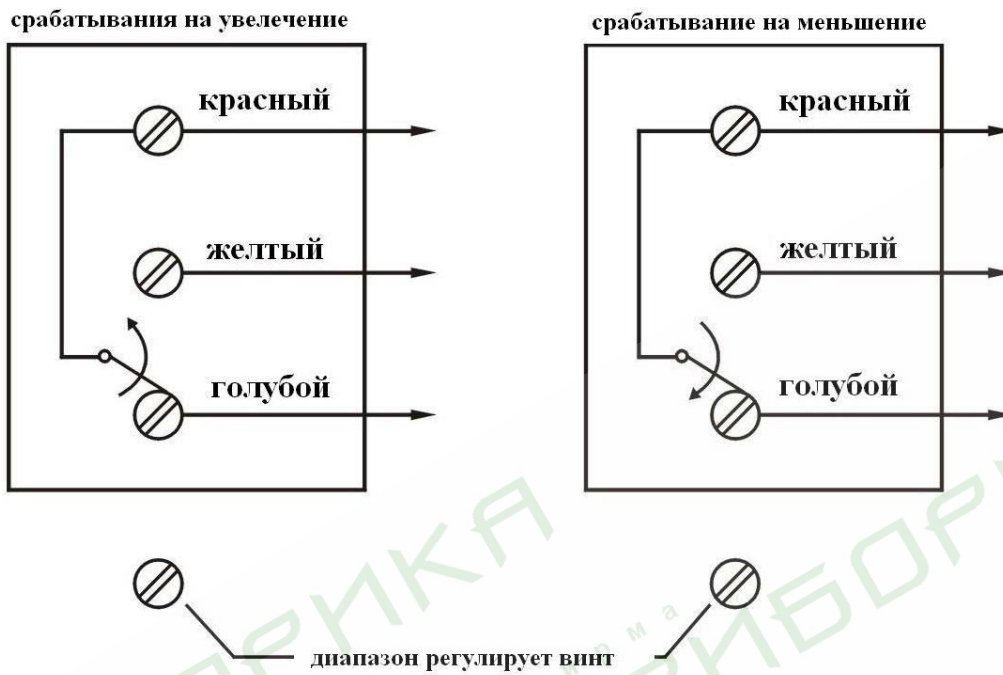 срабатывания на увелечение
срабатывание на меньшение
красный
красный
желтый
желтый
голубой
голубой
диапазон регулирует винт